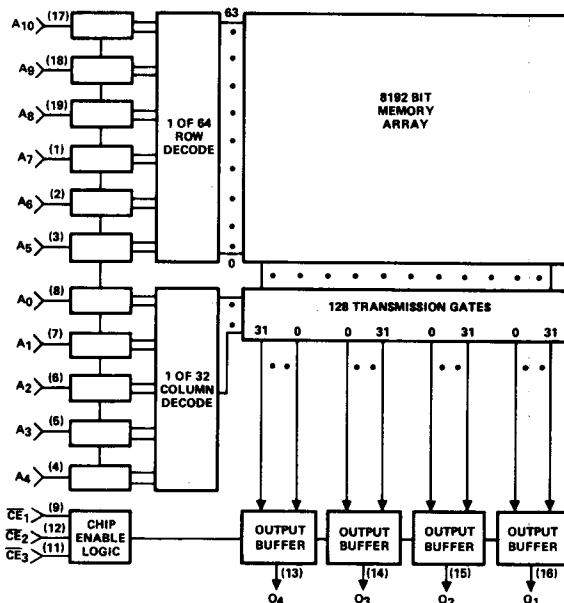 A10 (17)
A9 (18)
A8 (19)
A7 (1)
A6 (2)
A5 (3)
1 OF 64
ROW
DECODE
63
0
8192 BIT
MEMORY
ARRAY
A0 (8)
A1 (7)
A2 (6)
A3 (5)
A4 (4)
1 OF 32
COLUMN
DECODE
128 TRANSMISSION GATES
31 0 0 31 0 31 0 31
CE1 (9)
CE2 (12)
CE3 (11)
CHIP
ENABLE
LOGIC
OUTPUT
BUFFER
OUTPUT
BUFFER
OUTPUT
BUFFER
OUTPUT
BUFFER
(13) (14) (15) (16)
O4 O3 O2 O1